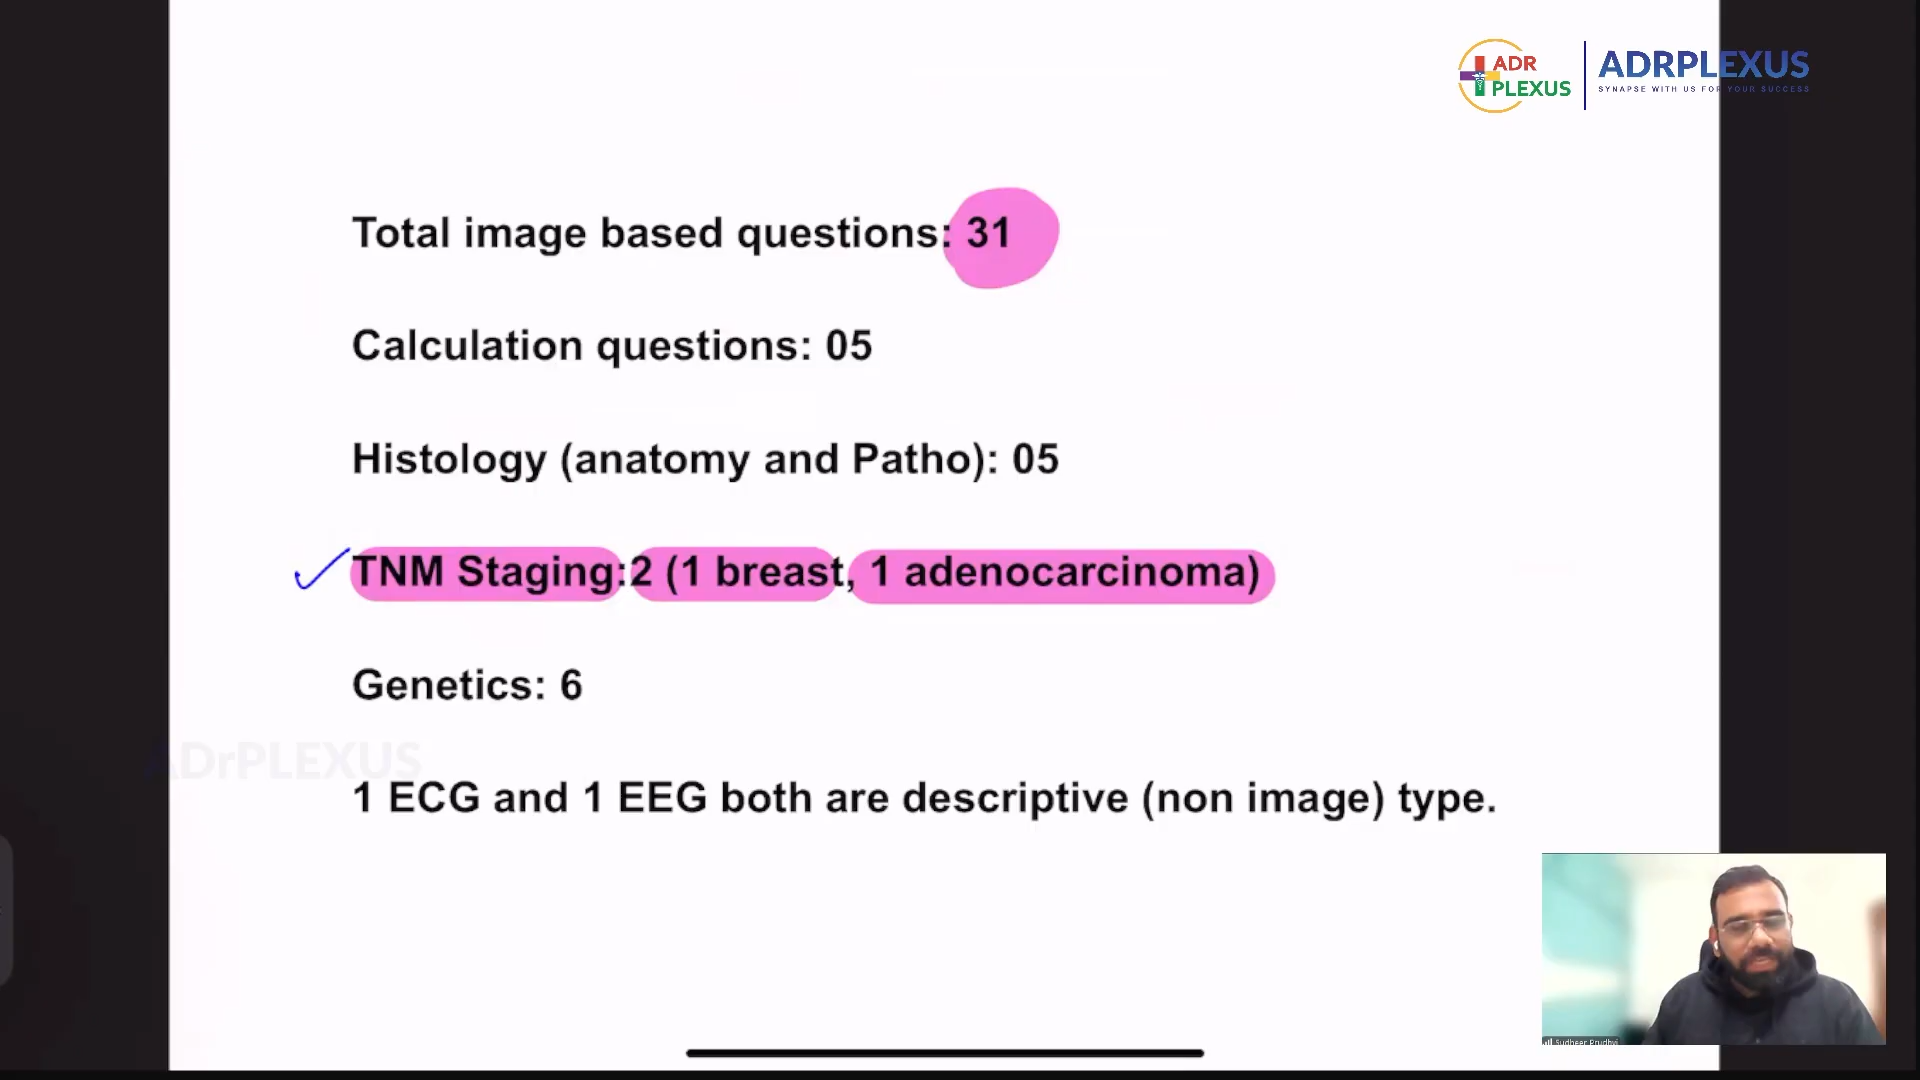 ADR
PLEXUS
ADRPLEXUS
SYNAPSE WITH US FOR YOUR SUCCESS
Total image based questions: 31
Calculation questions: 05
Histology (anatomy and Patho): 05
TNM Staging:2 (1 breast, 1 adenocarcinoma)
Genetics: 6
ADrPLEXUS
1 ECG and 1 EEG both are descriptive (non image) type.
Sudheer Prudhvi